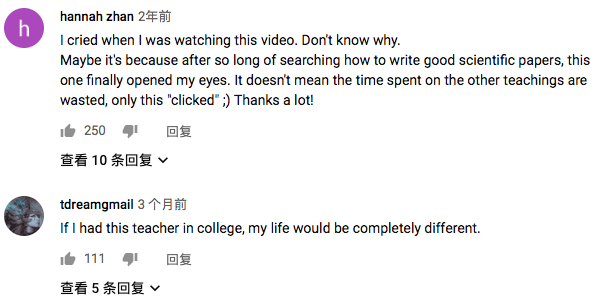 h
hannah zhan 2年前
I cried when I was watching this video. Don't know why.
Maybe it's because after so long of searching how to write good scientific papers, this
one finally opened my eyes. It doesn't mean the time spent on the other teachings are
wasted, only this "clicked" ;) Thanks a lot!
250 回复
查看 10 条回复
tdreamgmail 3 个月前
If I had this teacher in college, my life would be completely different.
111 回复
查看 5 条回复